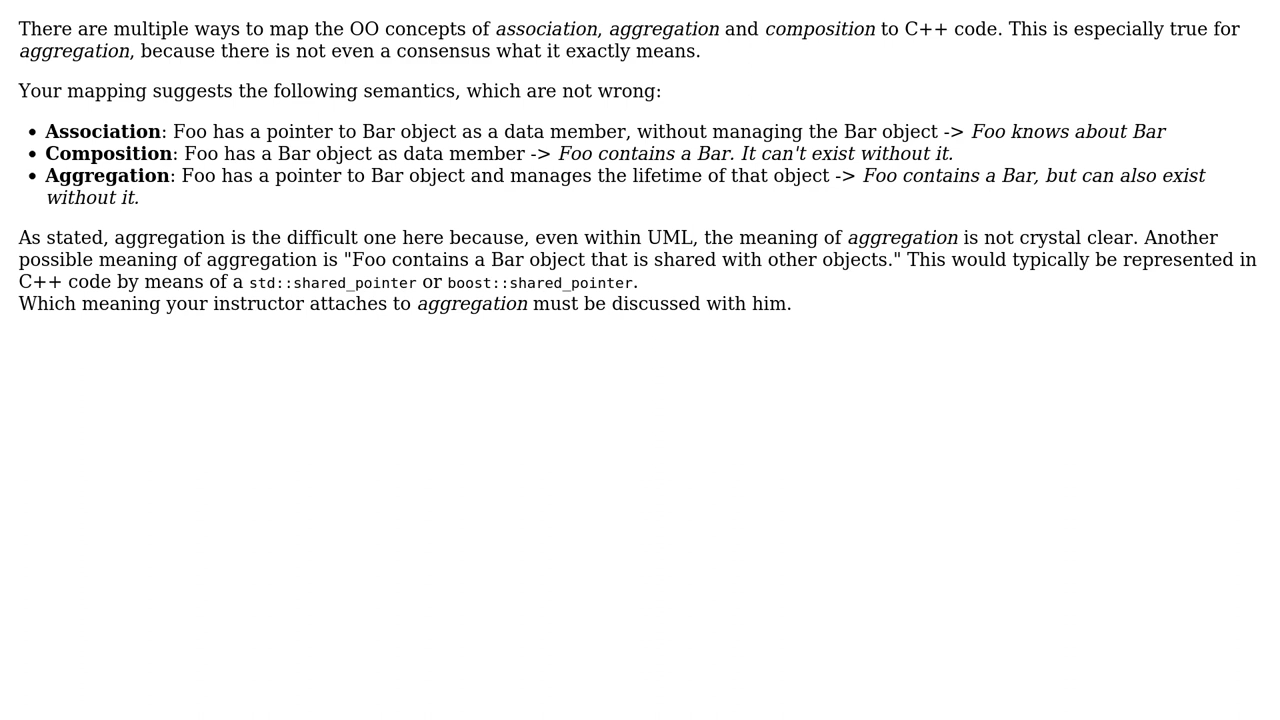 There are multiple ways to map the OO concepts of association, aggregation and composition to C++ code. This is especially true for
aggregation, because there is not even a consensus what it exactly means.
Your mapping suggests the following semantics, which are not wrong:
• Association: Foo has a pointer to Bar object as a data member, without managing the Bar object -> Foo knows about Bar
• Composition: Foo has a Bar object as data member -> Foo contains a Bar. It can't exist without it.
• Aggregation: Foo has a pointer to Bar object and manages the lifetime of that object -> Foo contains a Bar, but can also exist
without it.
As stated, aggregation is the difficult one here because, even within UML, the meaning of aggregation is not crystal clear. Another
possible meaning of aggregation is "Foo contains a Bar object that is shared with other objects." This would typically be represented in
C++ code by means of a std::shared_pointer or boost::shared_pointer.
Which meaning your instructor attaches to aggregation must be discussed with him.